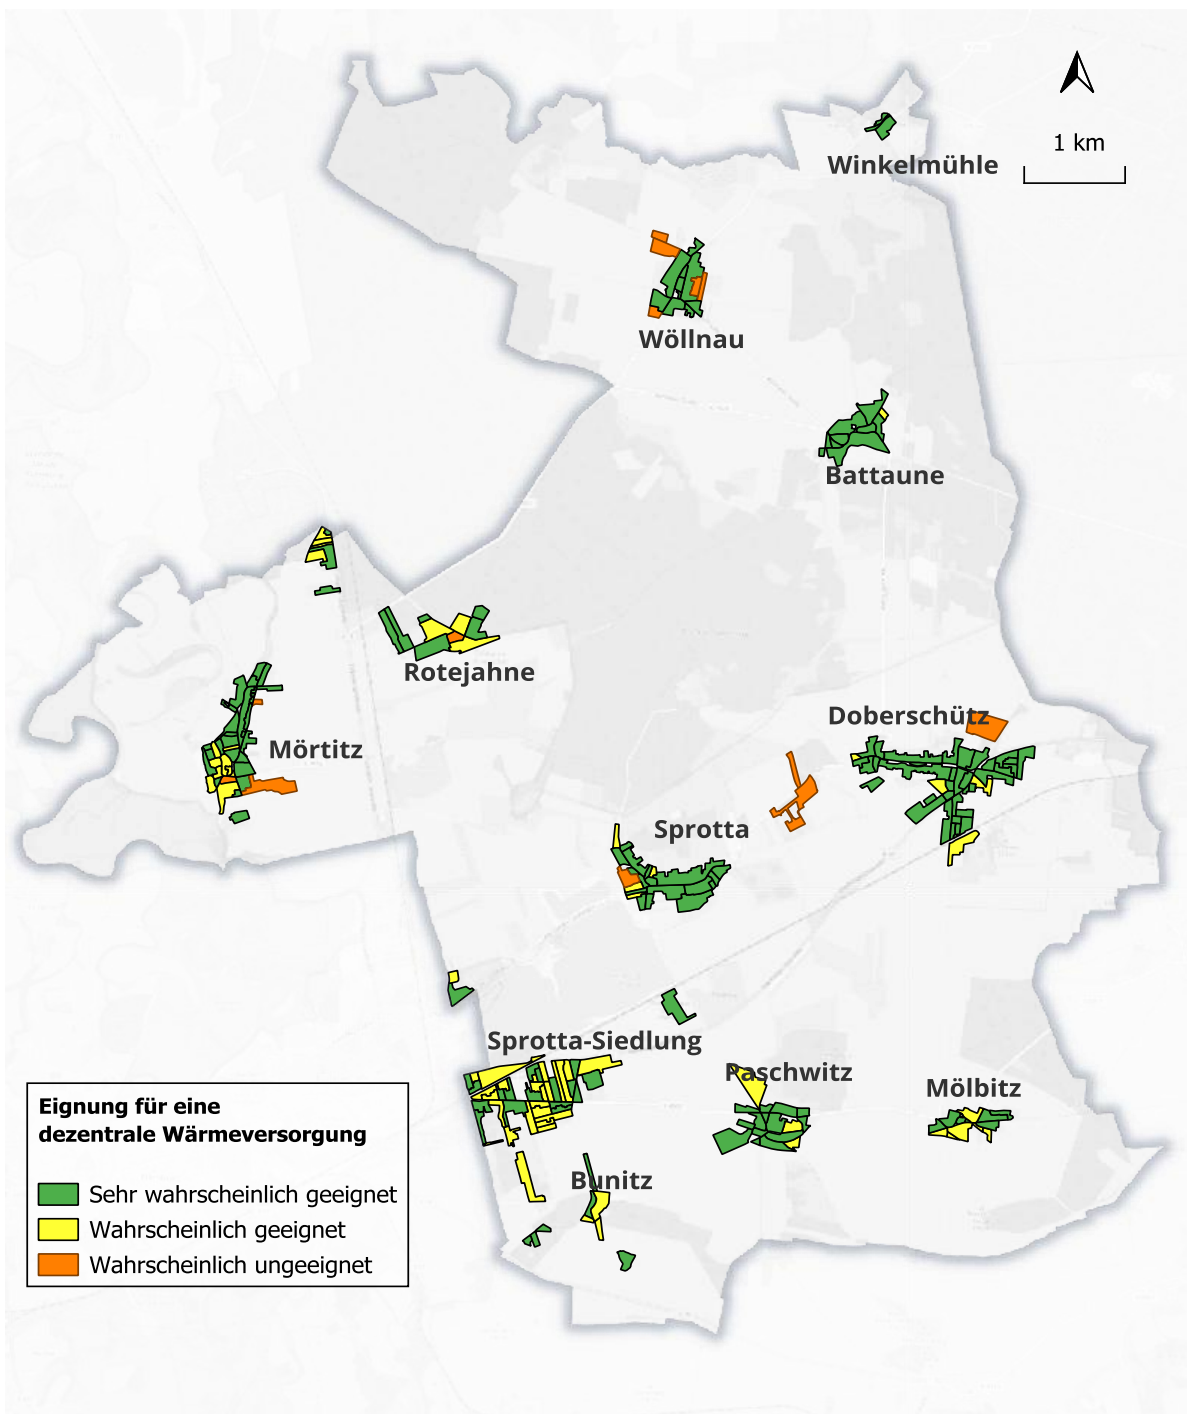 1 km
Winkelmühle
Wöllnau
Battaune
Rotejahne
Doberschütz
Mörtitz
Sprotta
Sprotta-Siedlung
Paschwitz
Mölbitz
Bunitz
Eignung für eine
dezentrale Wärmeversorgung
Sehr wahrscheinlich geeignet
Wahrscheinlich geeignet
Wahrscheinlich ungeeignet